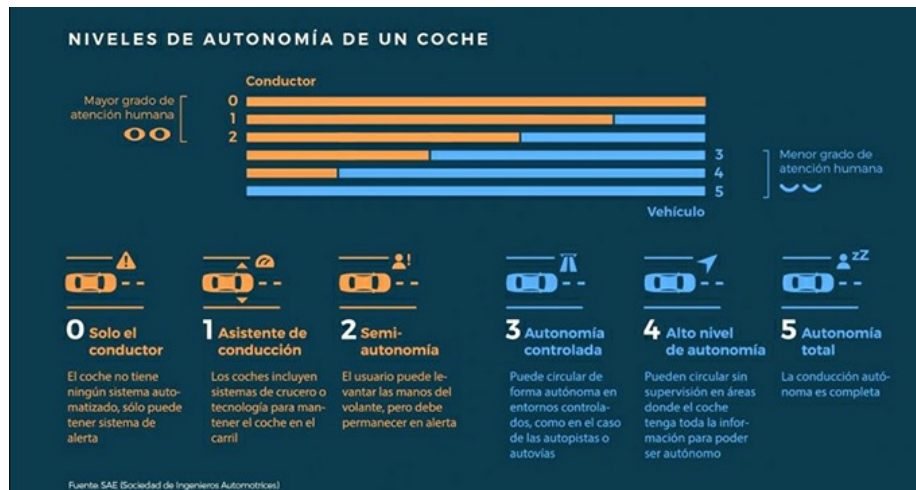 NIVELES DE AUTONOMÍA DE UN COCHE
Conductor
Mayor grado de
atención humana
0
1
2
3
4
5
Menor grado de
atención humana
Vehículo
0 Solo el
conductor
El coche no tiene
ningún sistema auto-
matizado, sólo puede
tener sistema de
alerta
1 Asistente de
conducción
Los coches incluyen
sistemas de crucero o
tecnología para man-
tener el coche en el
carril
2 Semi-
autonomía
El usuario puede le-
vantar las manos del
volante, pero debe
permanecer en alerta
3 Autonomía
controlada
Puede circular de
forma autónoma en
entornos controla-
dos, como en el caso
de las autopistas o
autovías
4 Alto nivel
de autonomía
Pueden circular sin
supervisión en áreas
donde el coche
tenga toda la infor-
mación para poder
ser autónomo
zZ
5 Autonomía
total
La conducción autó-
noma es completa
Fuente: SAE (Sociedad de Ingenieros Automotrices)